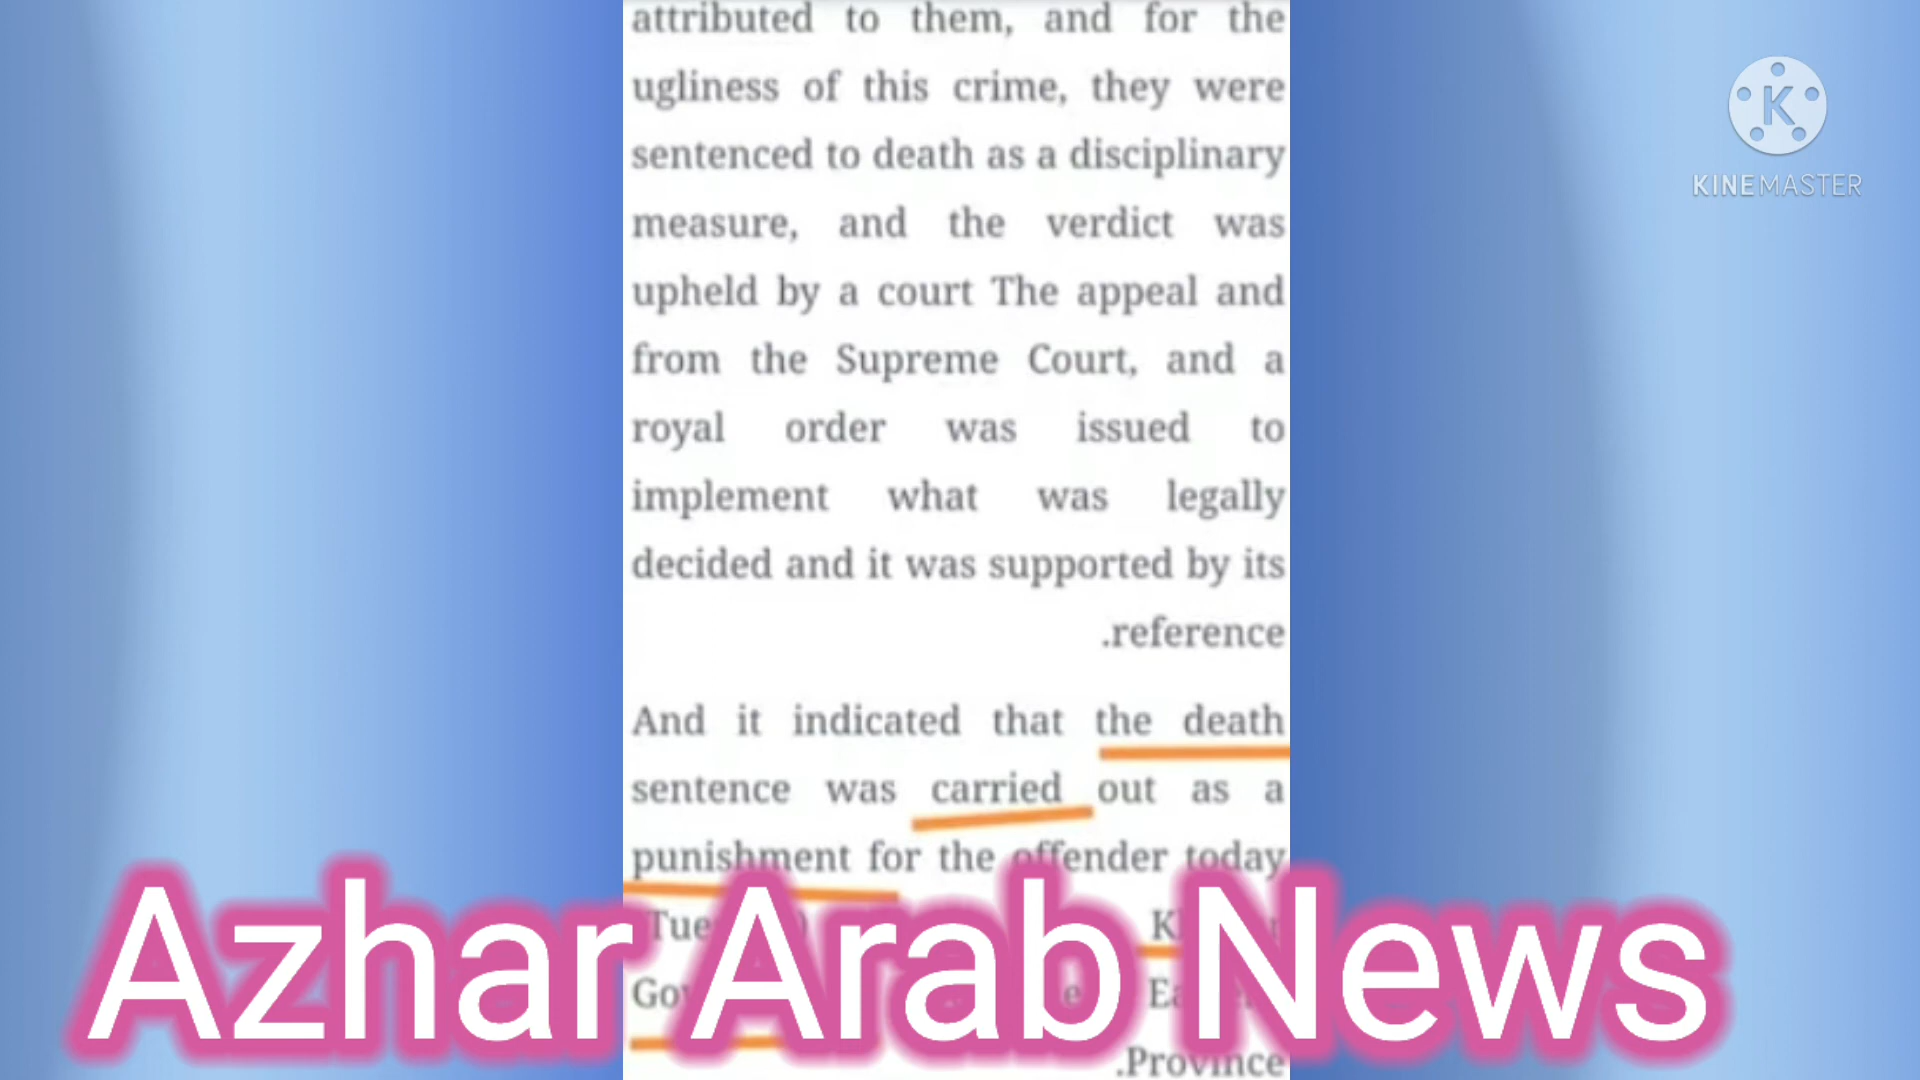 attributed to them, and for the
ugliness of this crime, they were
sentenced to death as a disciplinary
measure, and the verdict was
upheld by a court The appeal and
from the Supreme Court, and a
royal order was issued to
implement what was legally
decided and it was supported by its
.reference
And it indicated that the death
sentence was carried out as a
punishment for the offender today
.Province
Azhar Arab News
K
KINEMASTER